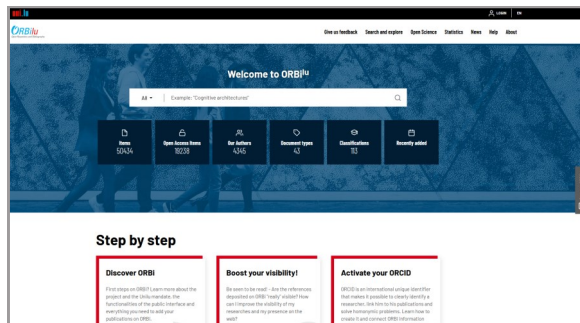 uni.lu
LOGIN
EN
ORBilu
Give us feedback Search and explore Open Science Statistics News Help About
Welcome to ORBilu
All
Example: "Cognitive architectures"
Items
50434
Open Access Items
19238
Our Authors
4345
Document types
43
Classifications
113
Recently added
Step by step
Discover ORBi
First steps on ORBi? Learn more about the
project and the Unilu mandate, the
functionalities of the public interface and
everything you need to add your
publications on ORBi.
Boost your visibility!
Be seen to be read! - Are the references
deposited on ORBi "ready" visible? How
can I improve the visibility of my
researches and my presence on the
web?
Activate your ORCID
ORCID is an international unique identifier
that makes it possible to clearly identify a
researcher, link him to his publications and
solve homonymic problems. Learn how to
create it and connect ORBi information